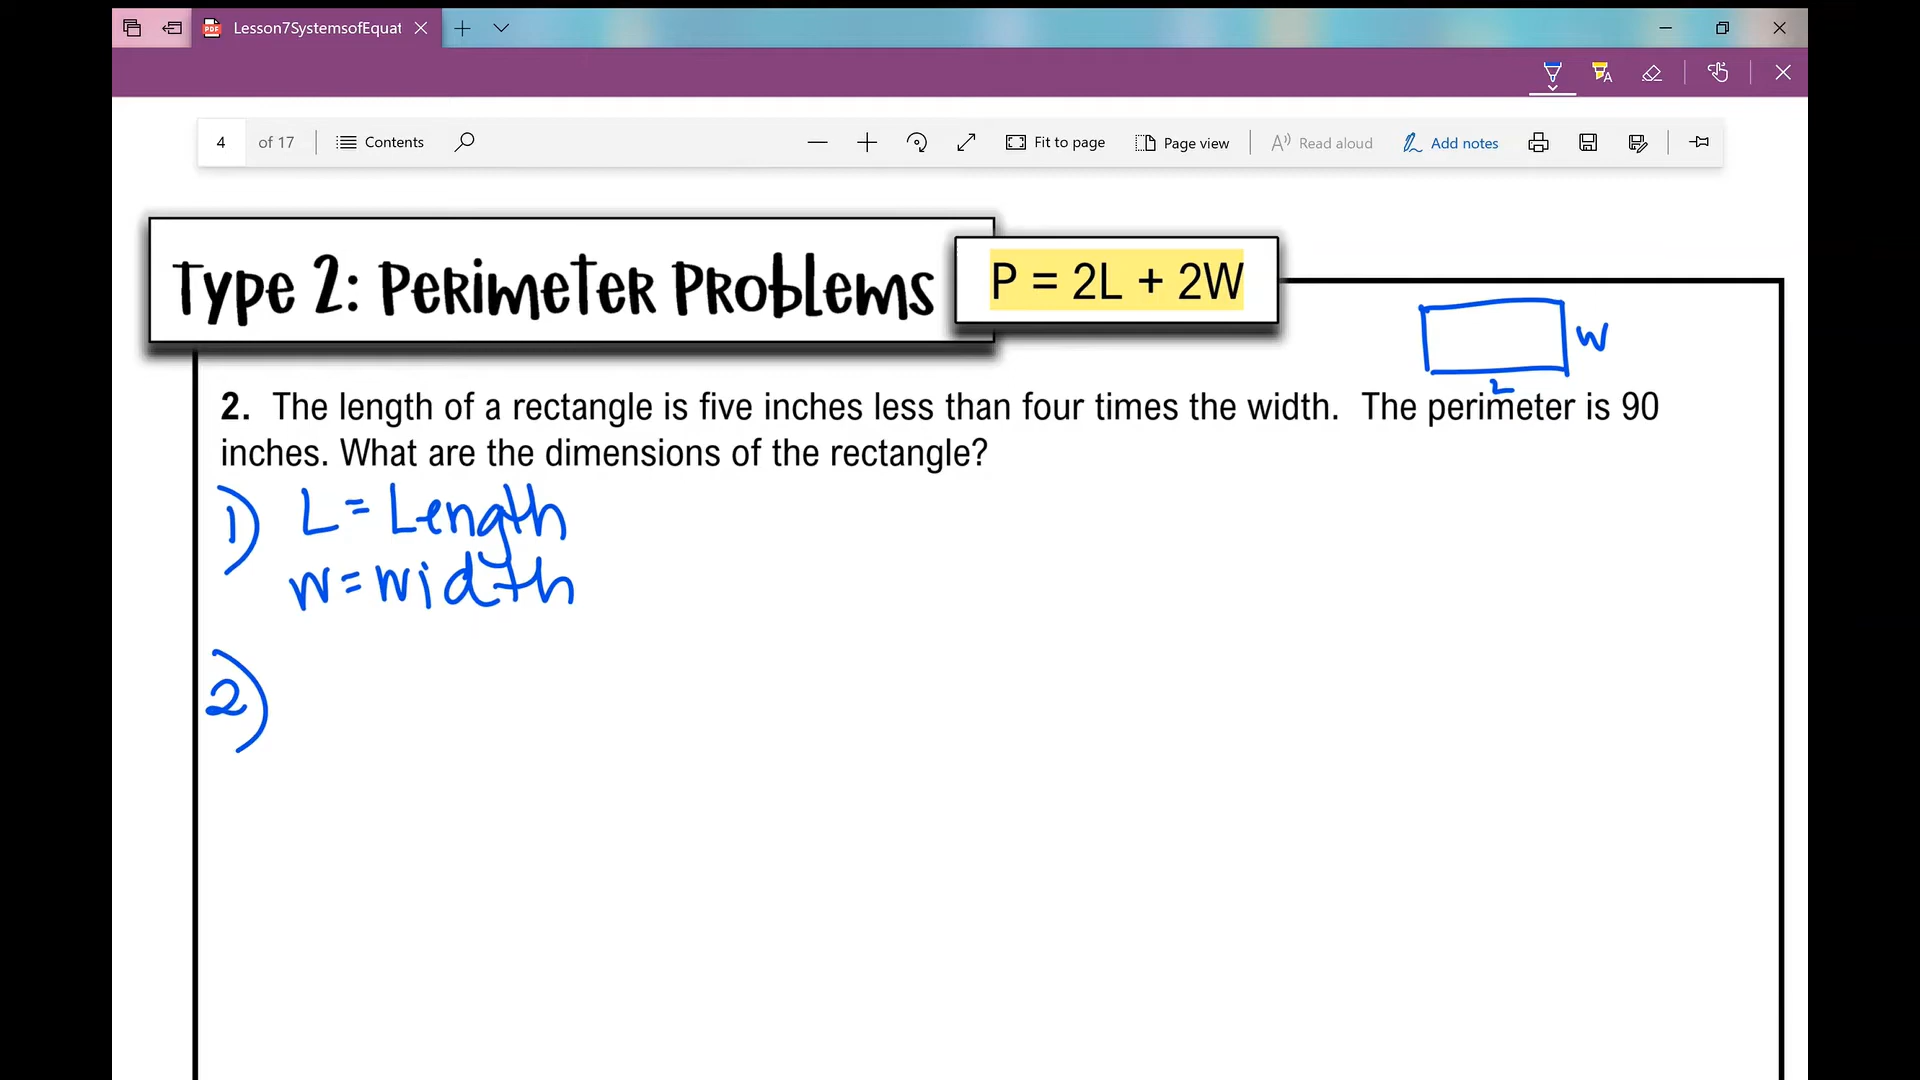 Lesson7SystemsofEquat
4 of 17 Contents Fit to page Page view Read aloud Add notes
Type 2: Perimeter Problems
P = 2L + 2W
W
L
2. The length of a rectangle is five inches less than four times the width. The perimeter is 90
inches. What are the dimensions of the rectangle?
1) L = Length
W = Width
2)